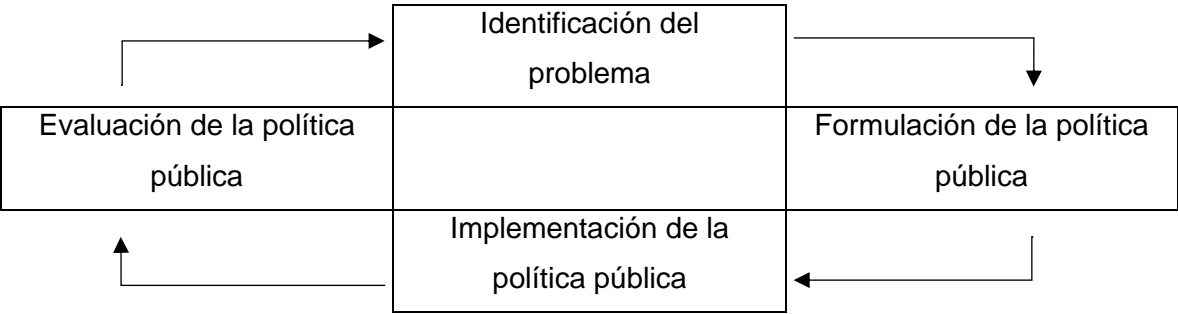 Identificación del
problema
Evaluación de la política
pública
Formulación de la política
pública
Implementación de la
política pública